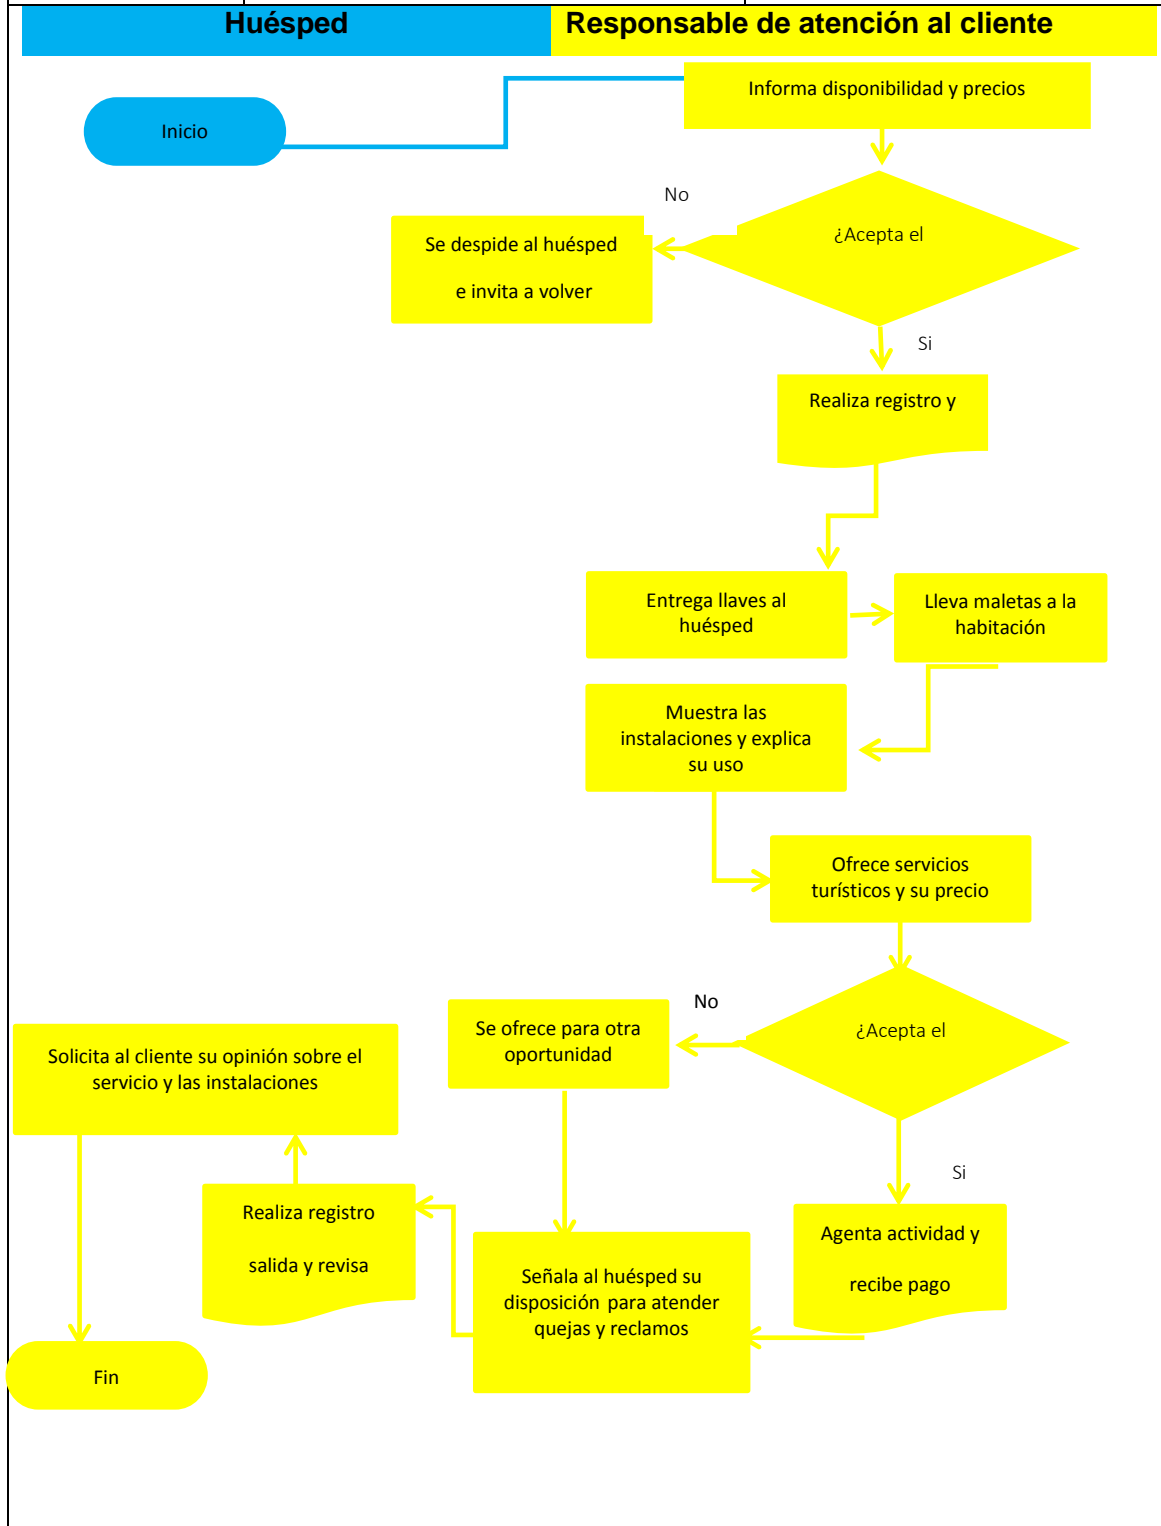 Huésped
Responsable de atención al cliente
Informa disponibilidad y precios
Inicio
No
¿Acepta el
Se despide al huésped
e invita a volver
Si
Realiza registro y
Entrega llaves al
huésped
Lleva maletas a la
habitación
Muestra las
instalaciones y explica
su uso
Ofrece servicios
turísticos y su precio
No
¿Acepta el
Se ofrece para otra
oportunidad
Solicita al cliente su opinión sobre el
servicio y las instalaciones
Si
Realiza registro
salida y revisa
Agenta actividad y
recibe pago
Señala al huésped su
disposición para atender
quejas y reclamos
Fin